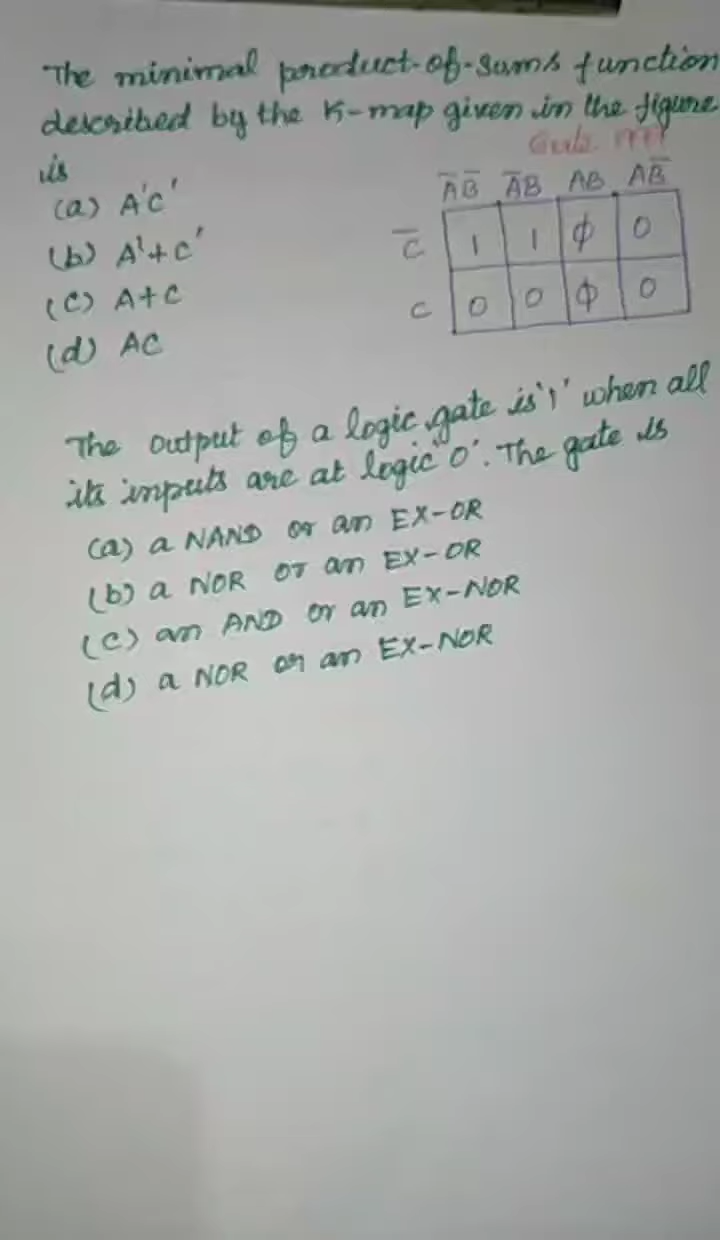 The minimal product-of-sums function
described by the K-map given in the figure
is
(a) A'C'
(b) A'+C'
(c) A+C
(d) AC
A̅B̅ A̅B AB AB̅
C̅ 1 1 ϕ 0
C 0 0 ϕ 0
The output of a logic gate is '1' when all
its inputs are at logic '0'. The gate is
(a) a NAND or an EX-OR
(b) a NOR or an EX-OR
(c) an AND or an EX-NOR
(d) a NOR or an EX-NOR